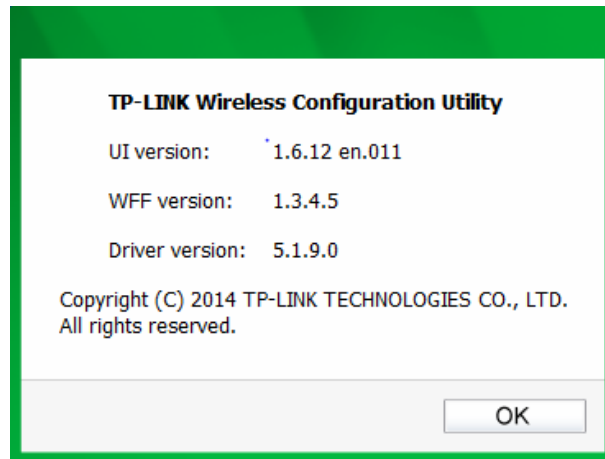 TP-LINK Wireless Configuration Utility
UI version: 1.6.12 en.011
WFF version: 1.3.4.5
Driver version: 5.1.9.0
Copyright (C) 2014 TP-LINK TECHNOLOGIES CO., LTD.
All rights reserved.
OK